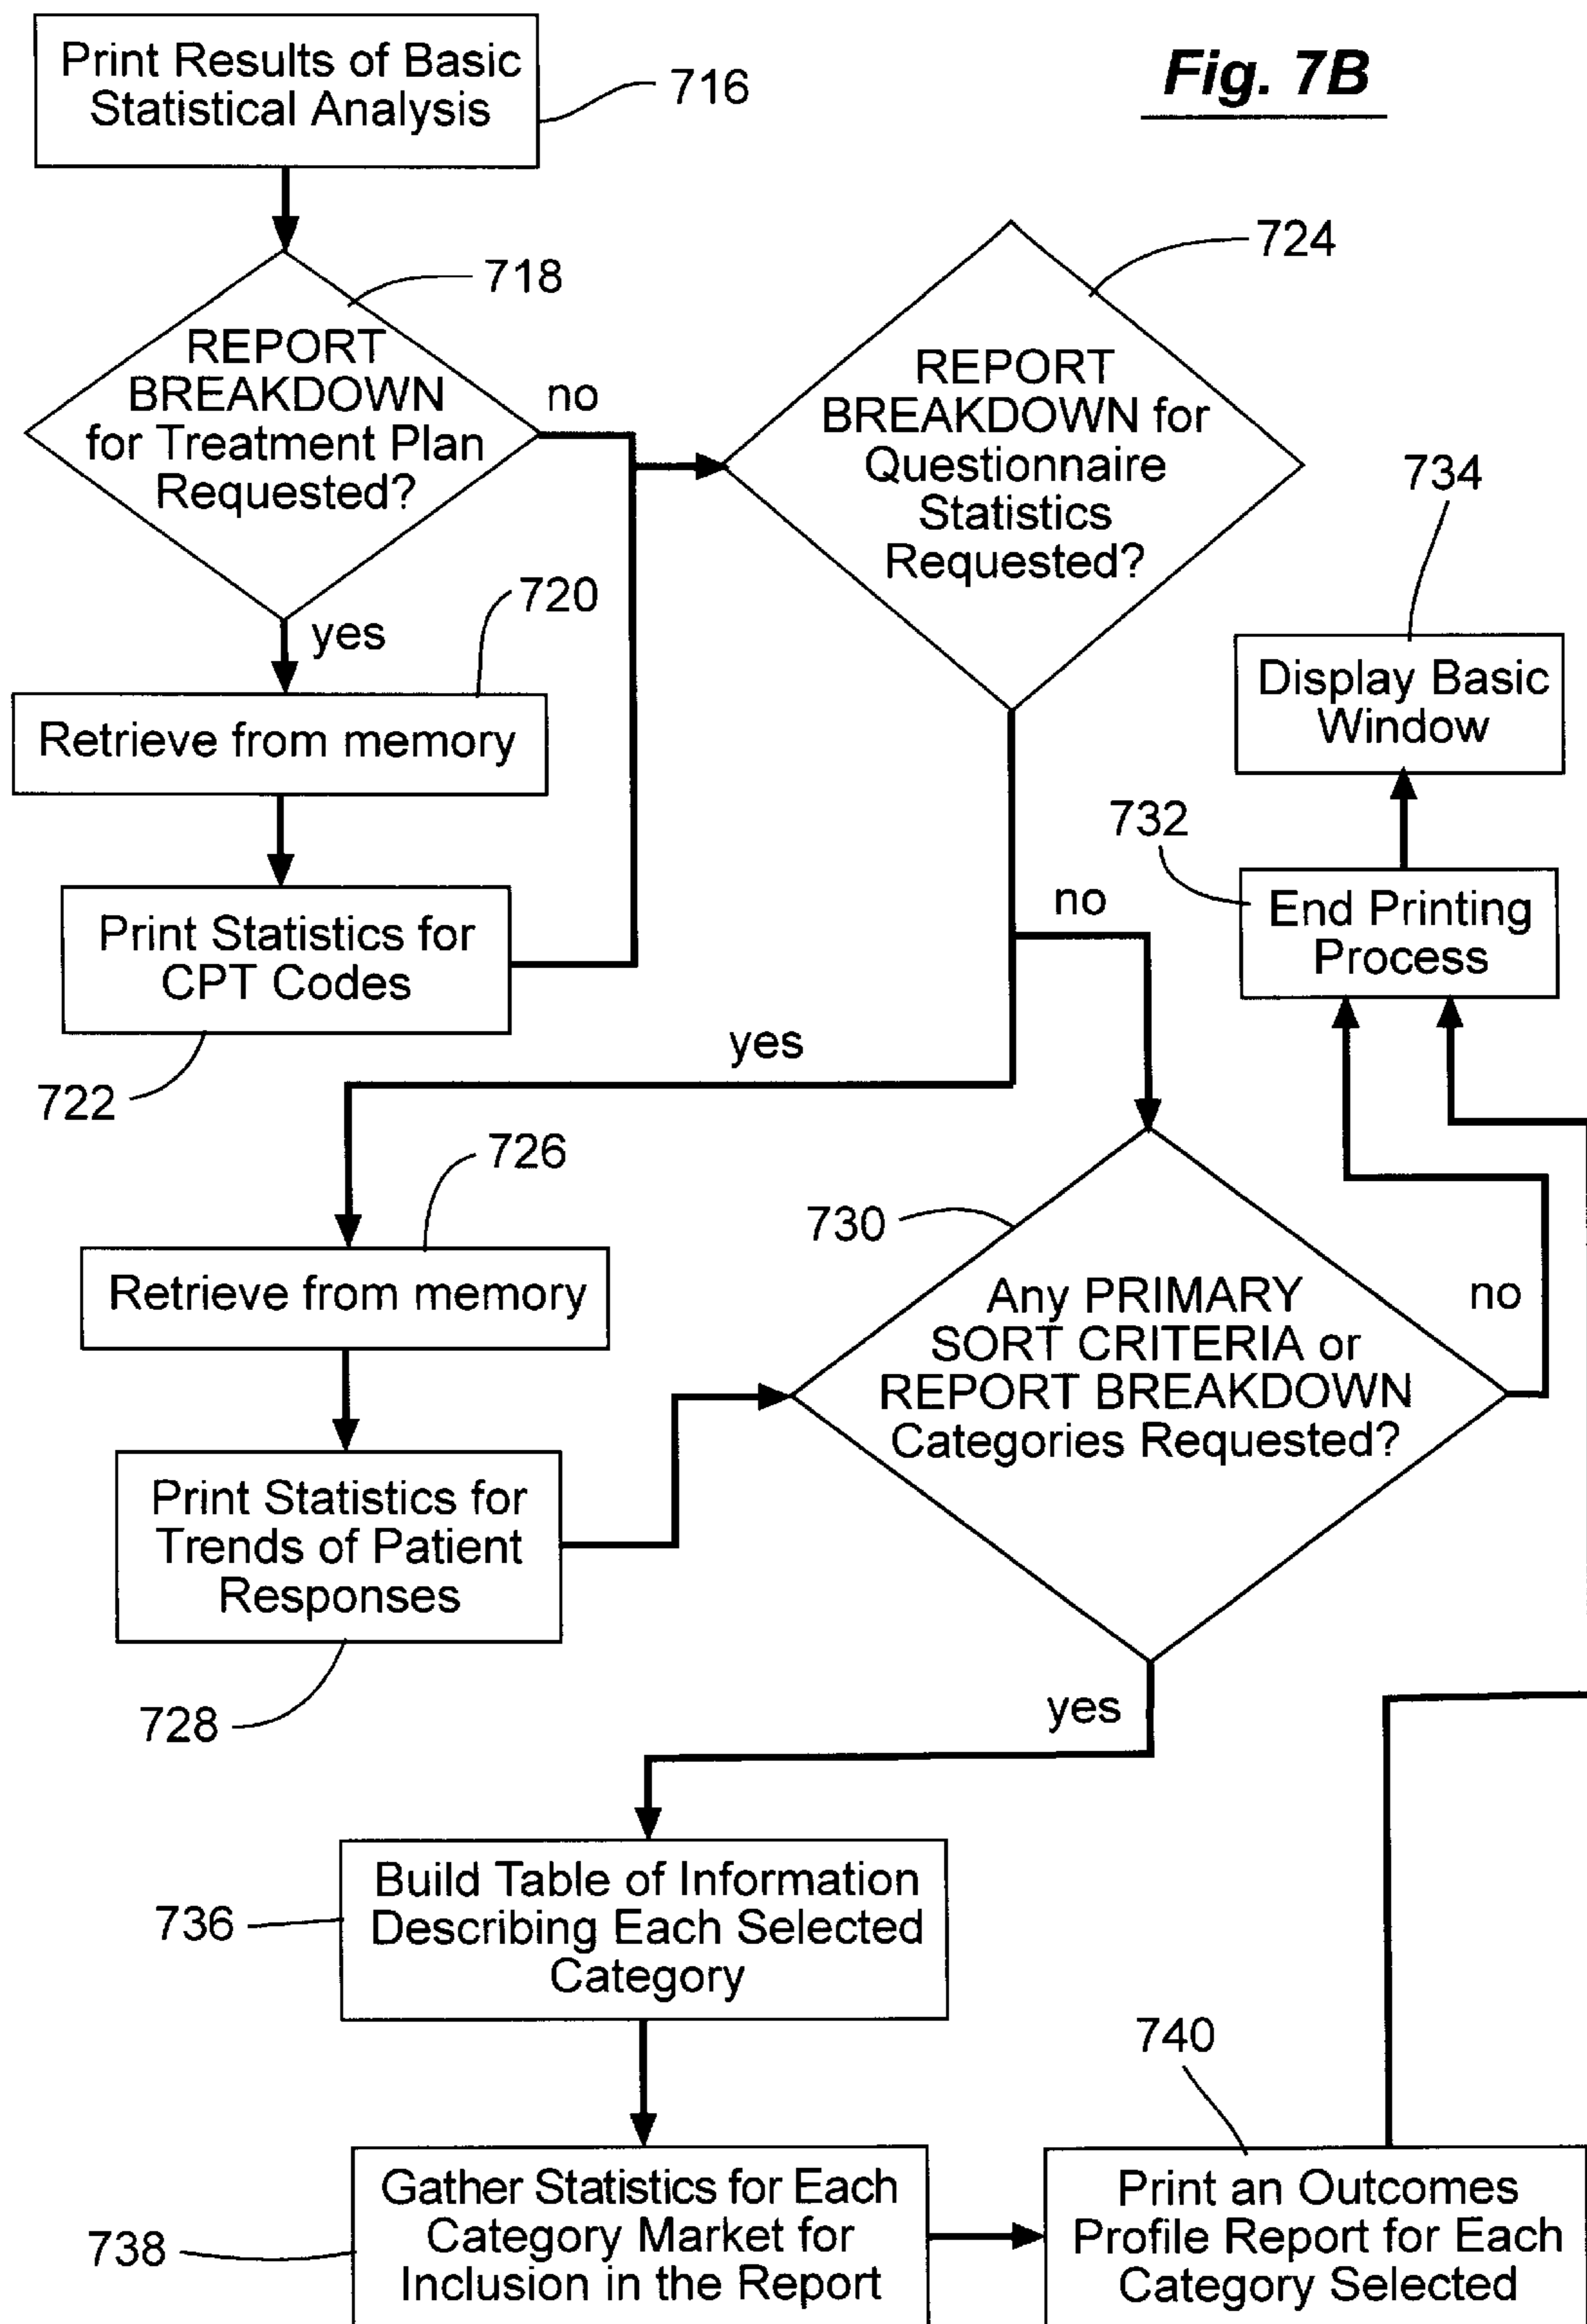 Print Results of Basic
Statistical Analysis
716
Fig. 7B
718
REPORT
BREAKDOWN
for Treatment Plan
Requested?
no
724
REPORT
BREAKDOWN for
Questionnaire
Statistics
Requested?
yes
720
Retrieve from memory
Print Statistics for
CPT Codes
722
734
Display Basic
Window
732
End Printing
Process
no
yes
726
Retrieve from memory
Print Statistics for
Trends of Patient
Responses
728
730
Any PRIMARY
SORT CRITERIA or
REPORT BREAKDOWN
Categories Requested?
no
yes
736
Build Table of Information
Describing Each Selected
Category
738
Gather Statistics for Each
Category Market for
Inclusion in the Report
740
Print an Outcomes
Profile Report for Each
Category Selected